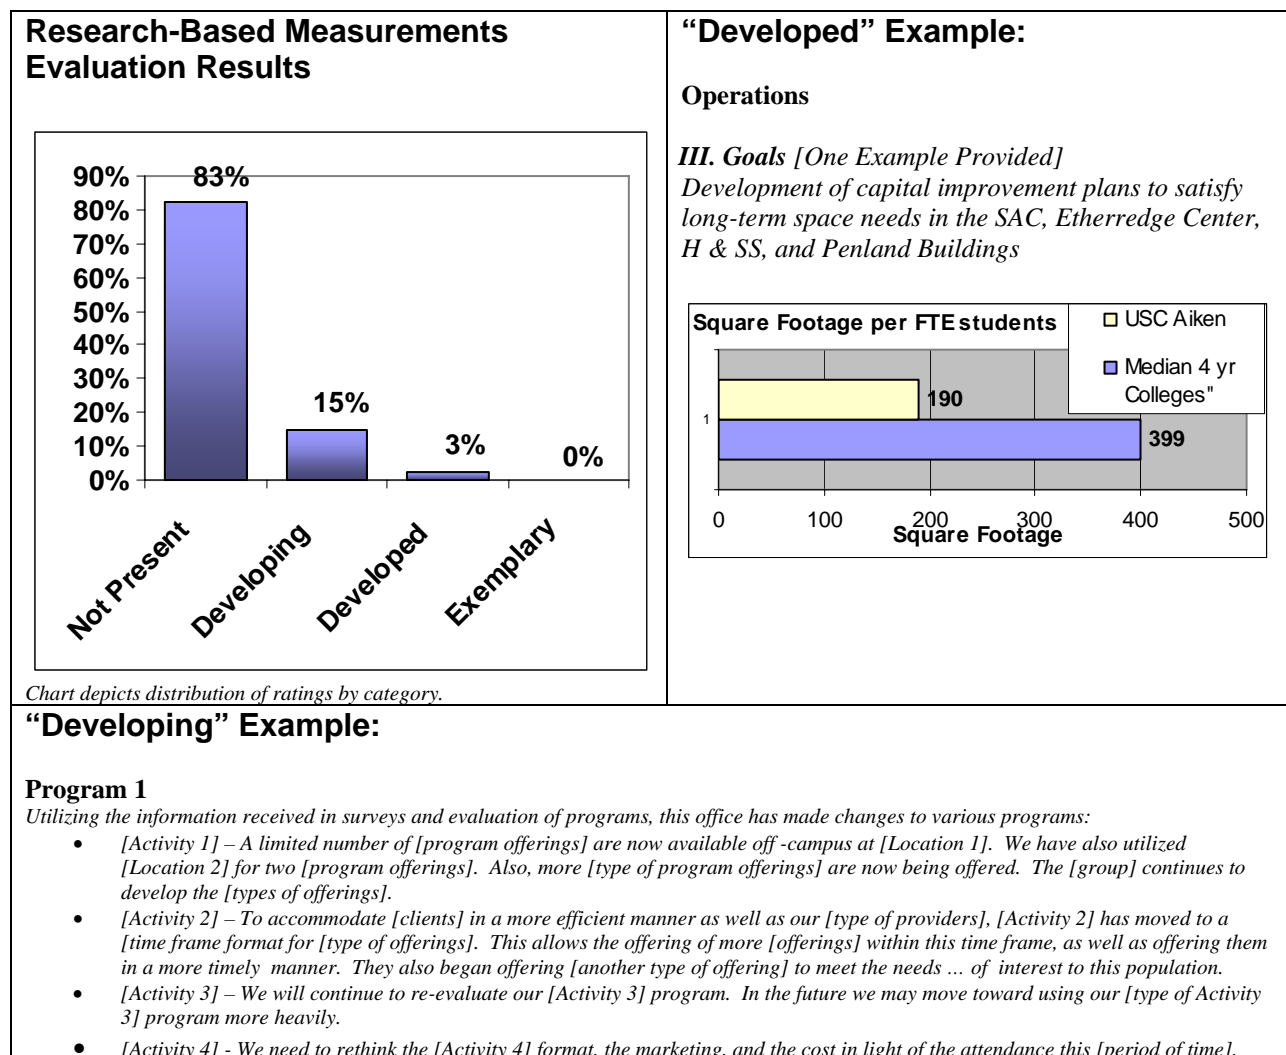 Research-Based Measurements
Evaluation Results
90%
80%
70%
60%
50%
40%
30%
20%
10%
0%
83%
15%
3%
0%
Not Present
Developing
Developed
Exemplary
Chart depicts distribution of ratings by category.
“Developed” Example:
Operations
III. Goals [One Example Provided]
Development of capital improvement plans to satisfy
long-term space needs in the SAC, Etherredge Center,
H & SS, and Penland Buildings
Square Footage per FTE students
USC Aiken
Median 4 yr
Colleges"
190
399
1
0 100 200 300 400 500
Square Footage
“Developing” Example:
Program 1
Utilizing the information received in surveys and evaluation of programs, this office has made changes to various programs:
• [Activity 1] – A limited number of [program offerings] are now available off -campus at [Location 1]. We have also utilized
[Location 2] for two [program offerings]. Also, more [type of program offerings] are now being offered. The [group] continues to
develop the [types of offerings].
• [Activity 2] – To accommodate [clients] in a more efficient manner as well as our [type of providers], [Activity 2] has moved to a
[time frame format for [type of offerings]. This allows the offering of more [offerings] within this time frame, as well as offering them
in a more timely manner. They also began offering [another type of offering] to meet the needs … of interest to this population.
• [Activity 3] – We will continue to re-evaluate our [Activity 3] program. In the future we may move toward using our [type of Activity
3] program more heavily.
• [Activity 4] - We need to rethink the [Activity 4] format, the marketing, and the cost in light of the attendance this [period of time].